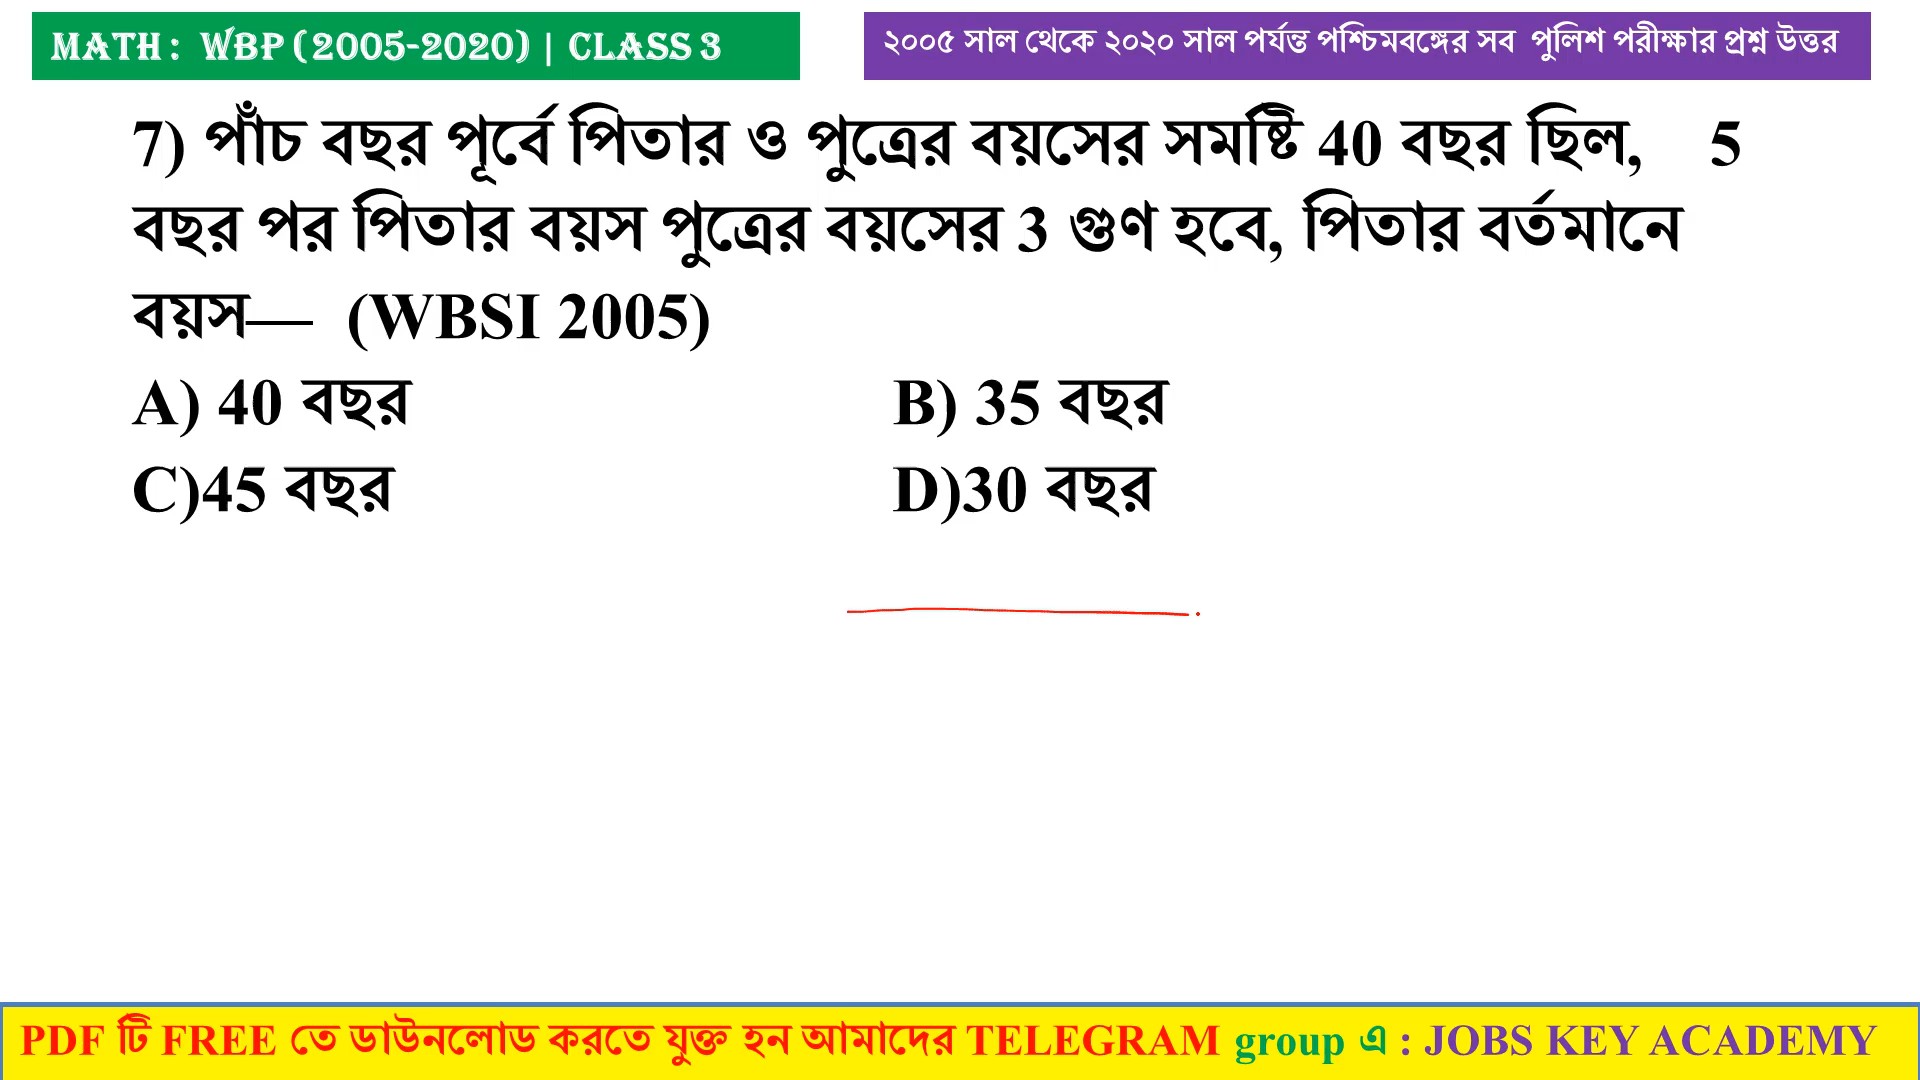 MATH : WBP (2005-2020) | CLASS 3
২০০৫ সাল থেকে ২০২০ সাল পর্যন্ত পশ্চিমবঙ্গের সব পুলিশ পরীক্ষার প্রশ্ন উত্তর
7) পাঁচ বছর পূর্বে পিতার ও পুত্রের বয়সের সমষ্টি 40 বছর ছিল, 5
বছর পর পিতার বয়স পুত্রের বয়সের 3 গুণ হবে, পিতার বর্তমানে
বয়স— (WBSI 2005)
A) 40 বছর B) 35 বছর
C)45 বছর D)30 বছর
PDF টি FREE তে ডাউনলোড করতে যুক্ত হন আমাদের TELEGRAM group এ : JOBS KEY ACADEMY